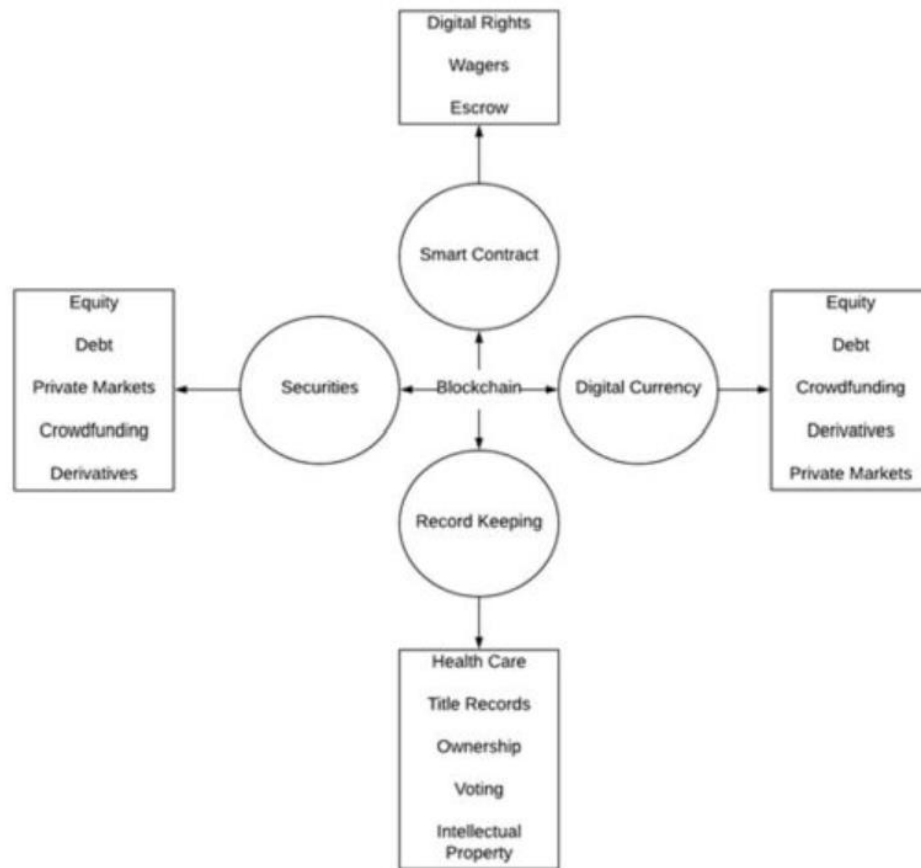 Digital Rights
Wagers
Escrow
Smart Contract
Equity
Debt
Private Markets
Crowdfunding
Derivatives
Securities
Blockchain
Digital Currency
Equity
Debt
Crowdfunding
Derivatives
Private Markets
Record Keeping
Health Care
Title Records
Ownership
Voting
Intellectual
Property